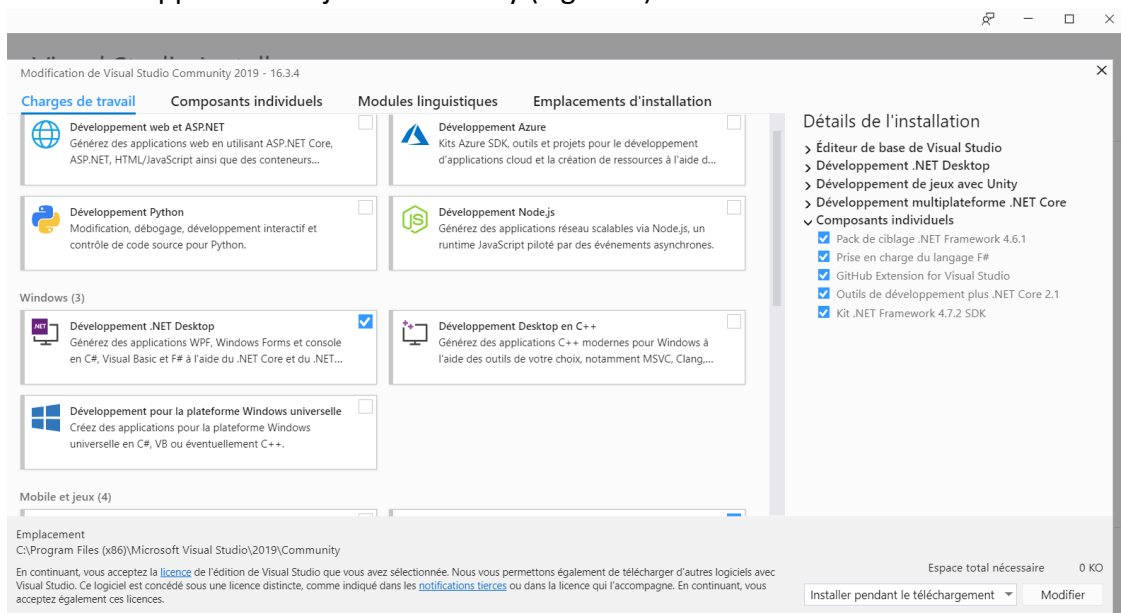 Modification de Visual Studio Community 2019 - 16.3.4
Charges de travail Composants individuels Modules linguistiques Emplacements d'installation
Développement web et ASP.NET
Générez des applications web en utilisant ASP.NET Core,
ASP.NET, HTML/JavaScript ainsi que des conteneurs...
Développement Azure
Kits Azure SDK, outils et projets pour le développement
d'applications cloud et la création de ressources à l'aide d...
Développement Python
Modification, débogage, développement interactif et
contrôle de code source pour Python.
Développement Node.js
Générez des applications réseau scalables via Node.js, un
runtime JavaScript piloté par des événements asynchrones.
Windows (3)
Développement .NET Desktop
Générez des applications WPF, Windows Forms et console
en C#, Visual Basic et F# à l'aide du .NET Core et du .NET...
Développement Desktop en C++
Générez des applications C++ modernes pour Windows à
l'aide des outils de votre choix, notamment MSVC, Clang,...
Développement pour la plateforme Windows universelle
Créez des applications pour la plateforme Windows
universelle en C#, VB ou éventuellement C++.
Mobile et jeux (4)
Détails de l'installation
Éditeur de base de Visual Studio
Développement .NET Desktop
Développement de jeux avec Unity
Développement multiplateforme .NET Core
Composants individuels
Pack de ciblage .NET Framework 4.6.1
Prise en charge du langage F#
GitHub Extension for Visual Studio
Outils de développement plus .NET Core 2.1
Kit .NET Framework 4.7.2 SDK
Emplacement
C:\Program Files (x86)\Microsoft Visual Studio\2019\Community
En continuant, vous acceptez la licence de l'édition de Visual Studio que vous avez sélectionnée. Nous vous permettons également de télécharger d'autres logiciels avec
Visual Studio. Ce logiciel est concédé sous une licence distincte, comme indiqué dans les notifications tierces ou dans la licence qui l'accompagne. En continuant, vous
acceptez également ces licences.
Espace total nécessaire 0 KO
Installer pendant le téléchargement Modifier